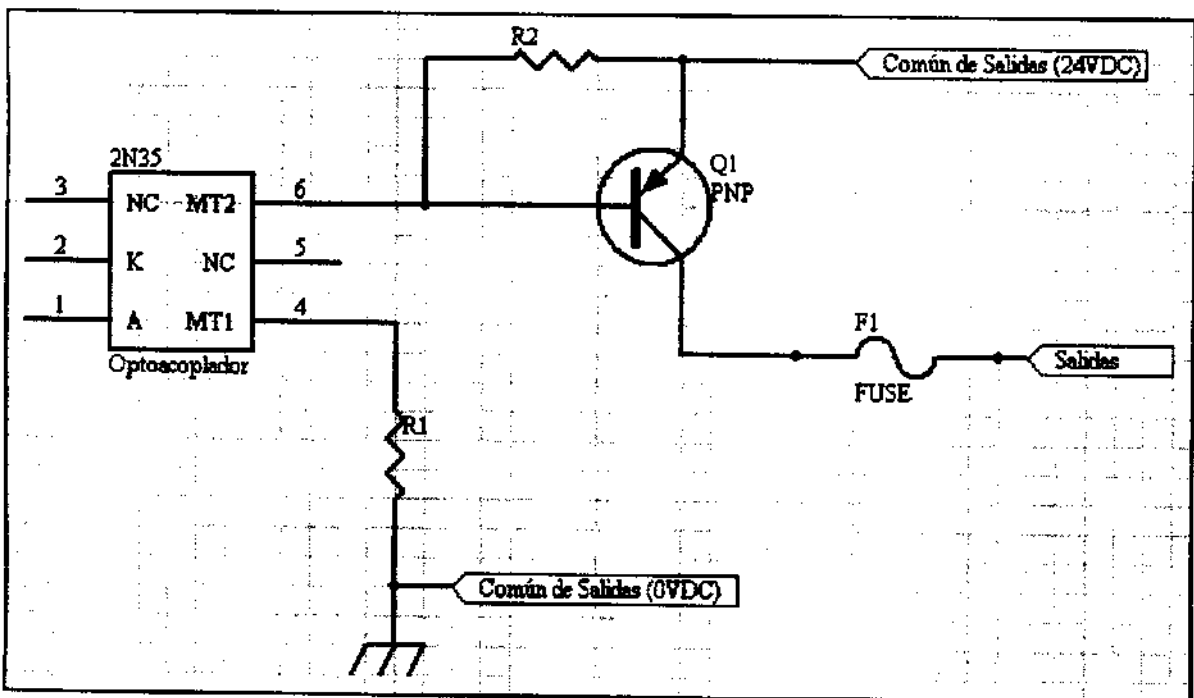 R2
Común de Salidas (24VDC)
2N35
Q1
PNP
3
NC
MT2
6
2
K
NC
5
1
A
MT1
4
Optoacoplador
F1
FUSE
Salidas
R1
Común de Salidas (0VDC)